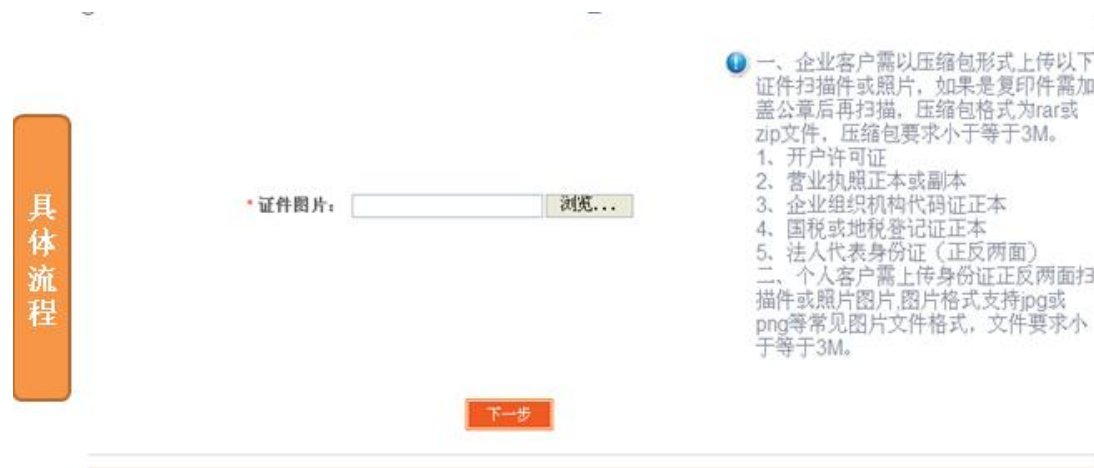 具体流程
*证件图片：
浏览...
一、企业客户需以压缩包形式上传以下
证件扫描件或照片，如果是复印件需加
盖公章后再扫描，压缩包格式为rar或
zip文件，压缩包要求小于等于3M。
1、开户许可证
2、营业执照正本或副本
3、企业组织机构代码证正本
4、国税或地税登记证正本
5、法人代表身份证（正反两面）
二、个人客户需上传身份证正反两面扫
描件或照片图片,图片格式支持jpg或
png等常见图片文件格式，文件要求小
于等于3M。
下一步